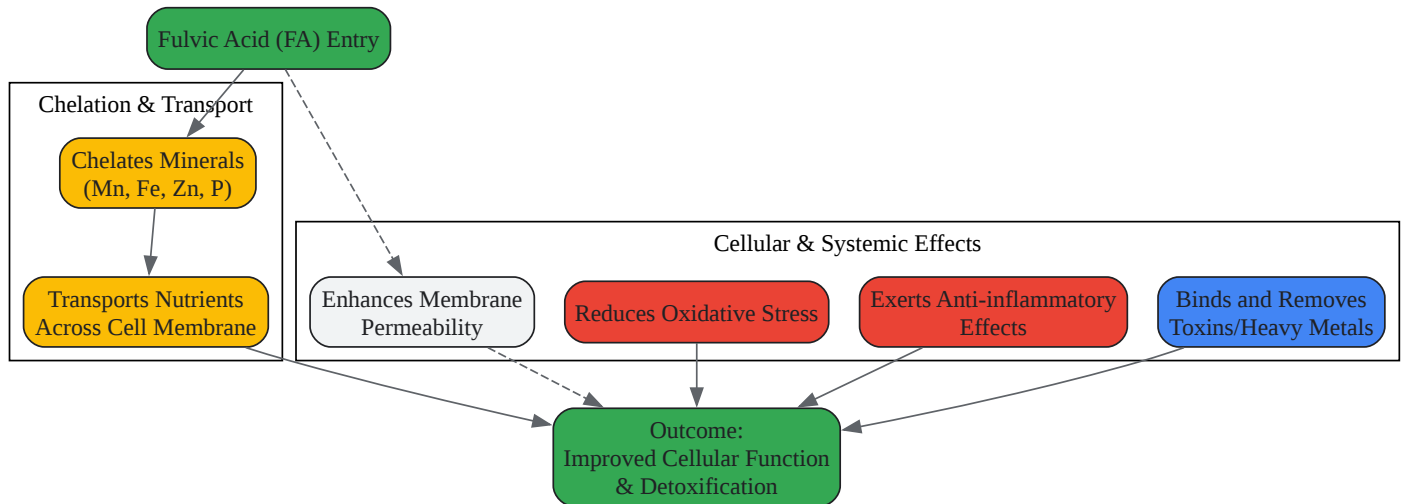 Fulvic Acid (FA) Entry
Chelation & Transport
Chelates Minerals
(Mn, Fe, Zn, P)
Transports Nutrients
Across Cell Membrane
Cellular & Systemic Effects
Enhances Membrane
Permeability
Reduces Oxidative Stress
Exerts Anti-inflammatory
Effects
Binds and Removes
Toxins/Heavy Metals
Outcome:
Improved Cellular Function
& Detoxification